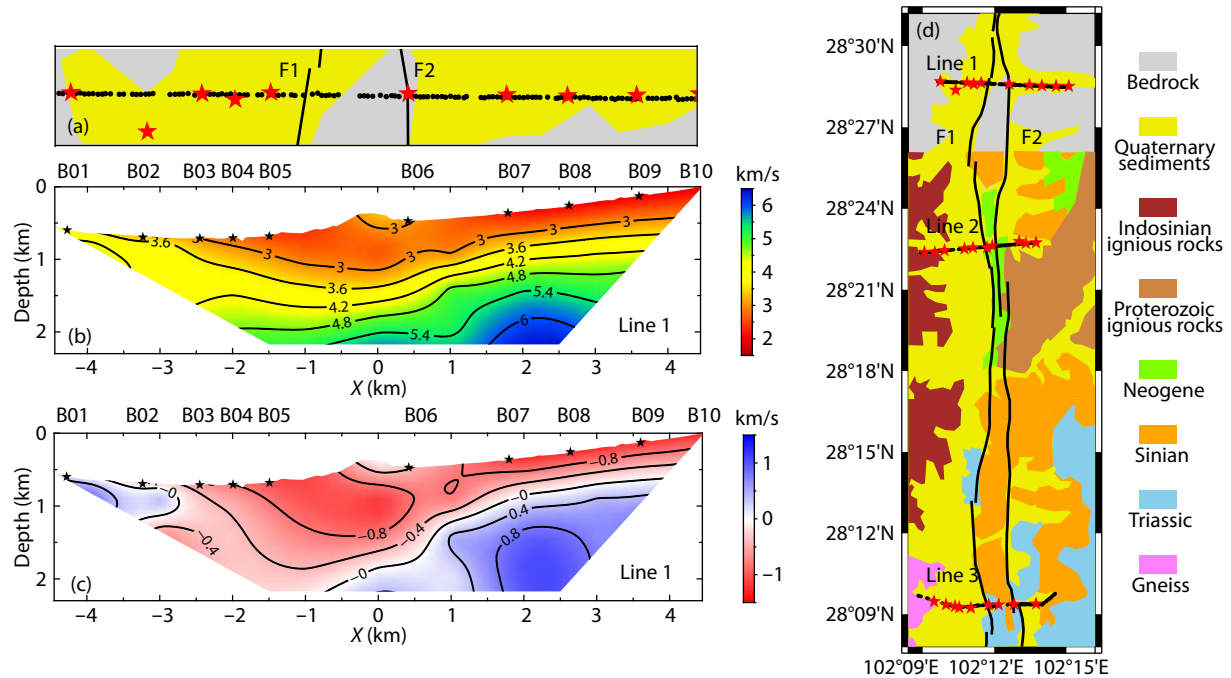 F1
F2
(a)
B01 B02 B03 B04 B05 B06 B07 B08 B09 B10
km/s
0
1
2
Depth (km)
3.6
3
3
3
3
3.6
3.6
4.2
4.2
4.8
4.8
5.4
5.4
6
(b)
Line 1
6
5
4
3
2
−4 −3 −2 −1 0 1 2 3 4
X (km)
B01 B02 B03 B04 B05 B06 B07 B08 B09 B10
km/s
0
1
2
Depth (km)
−0
−0.4
−0.8
−0.4
−0
−0.8
−0
0.4
0.8
(c)
Line 1
1
0
−1
−4 −3 −2 −1 0 1 2 3 4
X (km)
(d)
28°30'N
28°27'N
28°24'N
28°21'N
28°18'N
28°15'N
28°12'N
28°09'N
Line 1
F1
F2
Line 2
Line 3
102°09'E 102°12'E 102°15'E
Bedrock
Quaternary
sediments
Indosinian
ignious rocks
Proterozoic
ignious rocks
Neogene
Sinian
Triassic
Gneiss